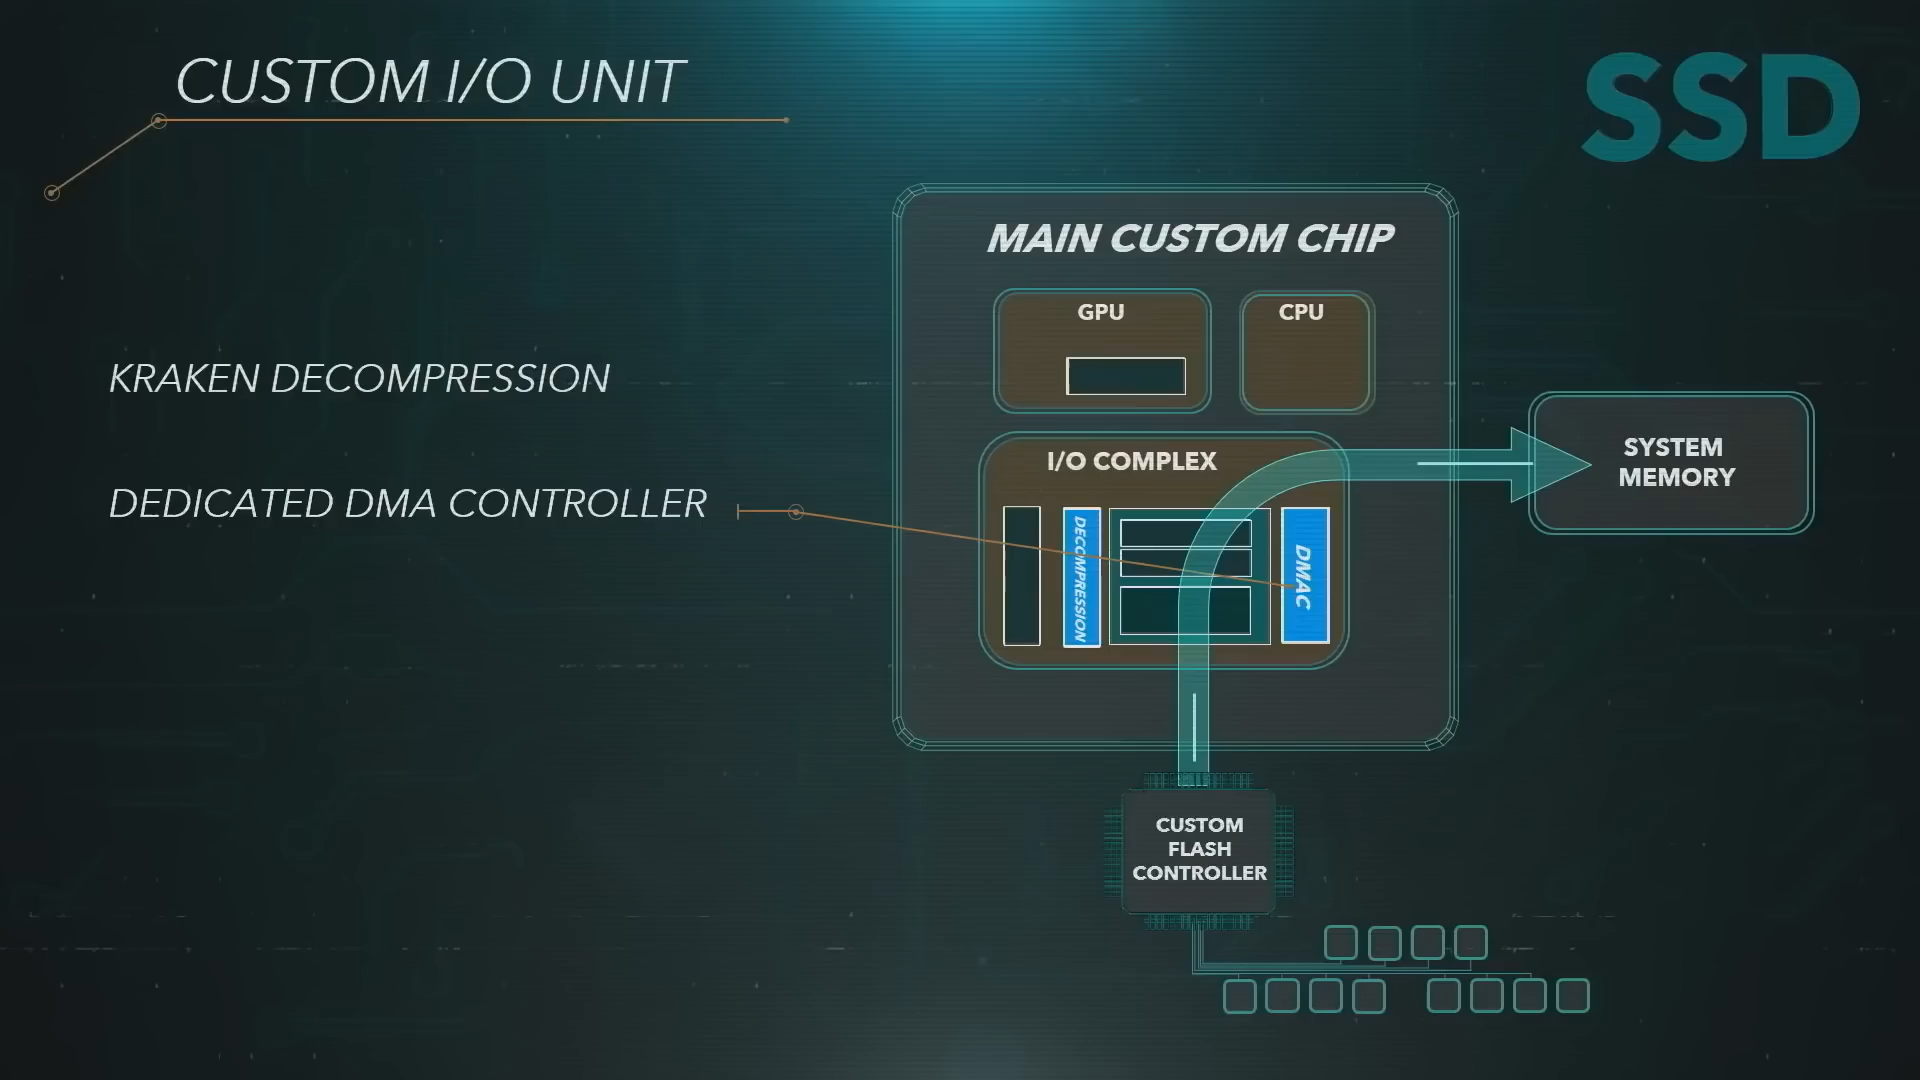 CUSTOM I/O UNIT
SSD
MAIN CUSTOM CHIP
GPU
CPU
KRAKEN DECOMPRESSION
DEDICATED DMA CONTROLLER
I/O COMPLEX
DECOMPRESSION
DMAC
SYSTEM
MEMORY
CUSTOM
FLASH
CONTROLLER